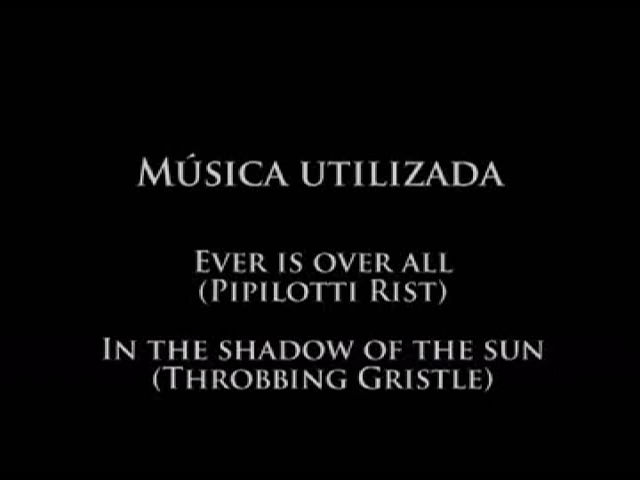 Música utilizada
Ever is over all
(Pipilotti Rist)
In the shadow of the sun
(Throbbing Gristle)